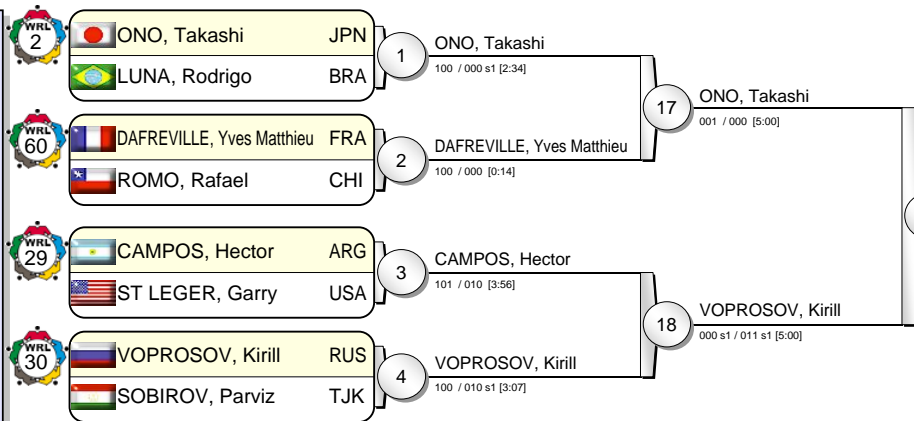 WRL
2
ONO, Takashi JPN
LUNA, Rodrigo BRA
1
ONO, Takashi
100 / 000 s1 [2:34]
WRL
60
DAFREVILLE, Yves Matthieu FRA
ROMO, Rafael CHI
2
DAFREVILLE, Yves Matthieu
100 / 000 [0:14]
17
ONO, Takashi
001 / 000 [5:00]
WRL
29
CAMPOS, Hector ARG
ST LEGER, Garry USA
3
CAMPOS, Hector
101 / 010 [3:56]
WRL
30
VOPROSOV, Kirill RUS
SOBIROV, Parviz TJK
4
VOPROSOV, Kirill
100 / 010 s1 [3:07]
18
VOPROSOV, Kirill
000 s1 / 011 s1 [5:00]